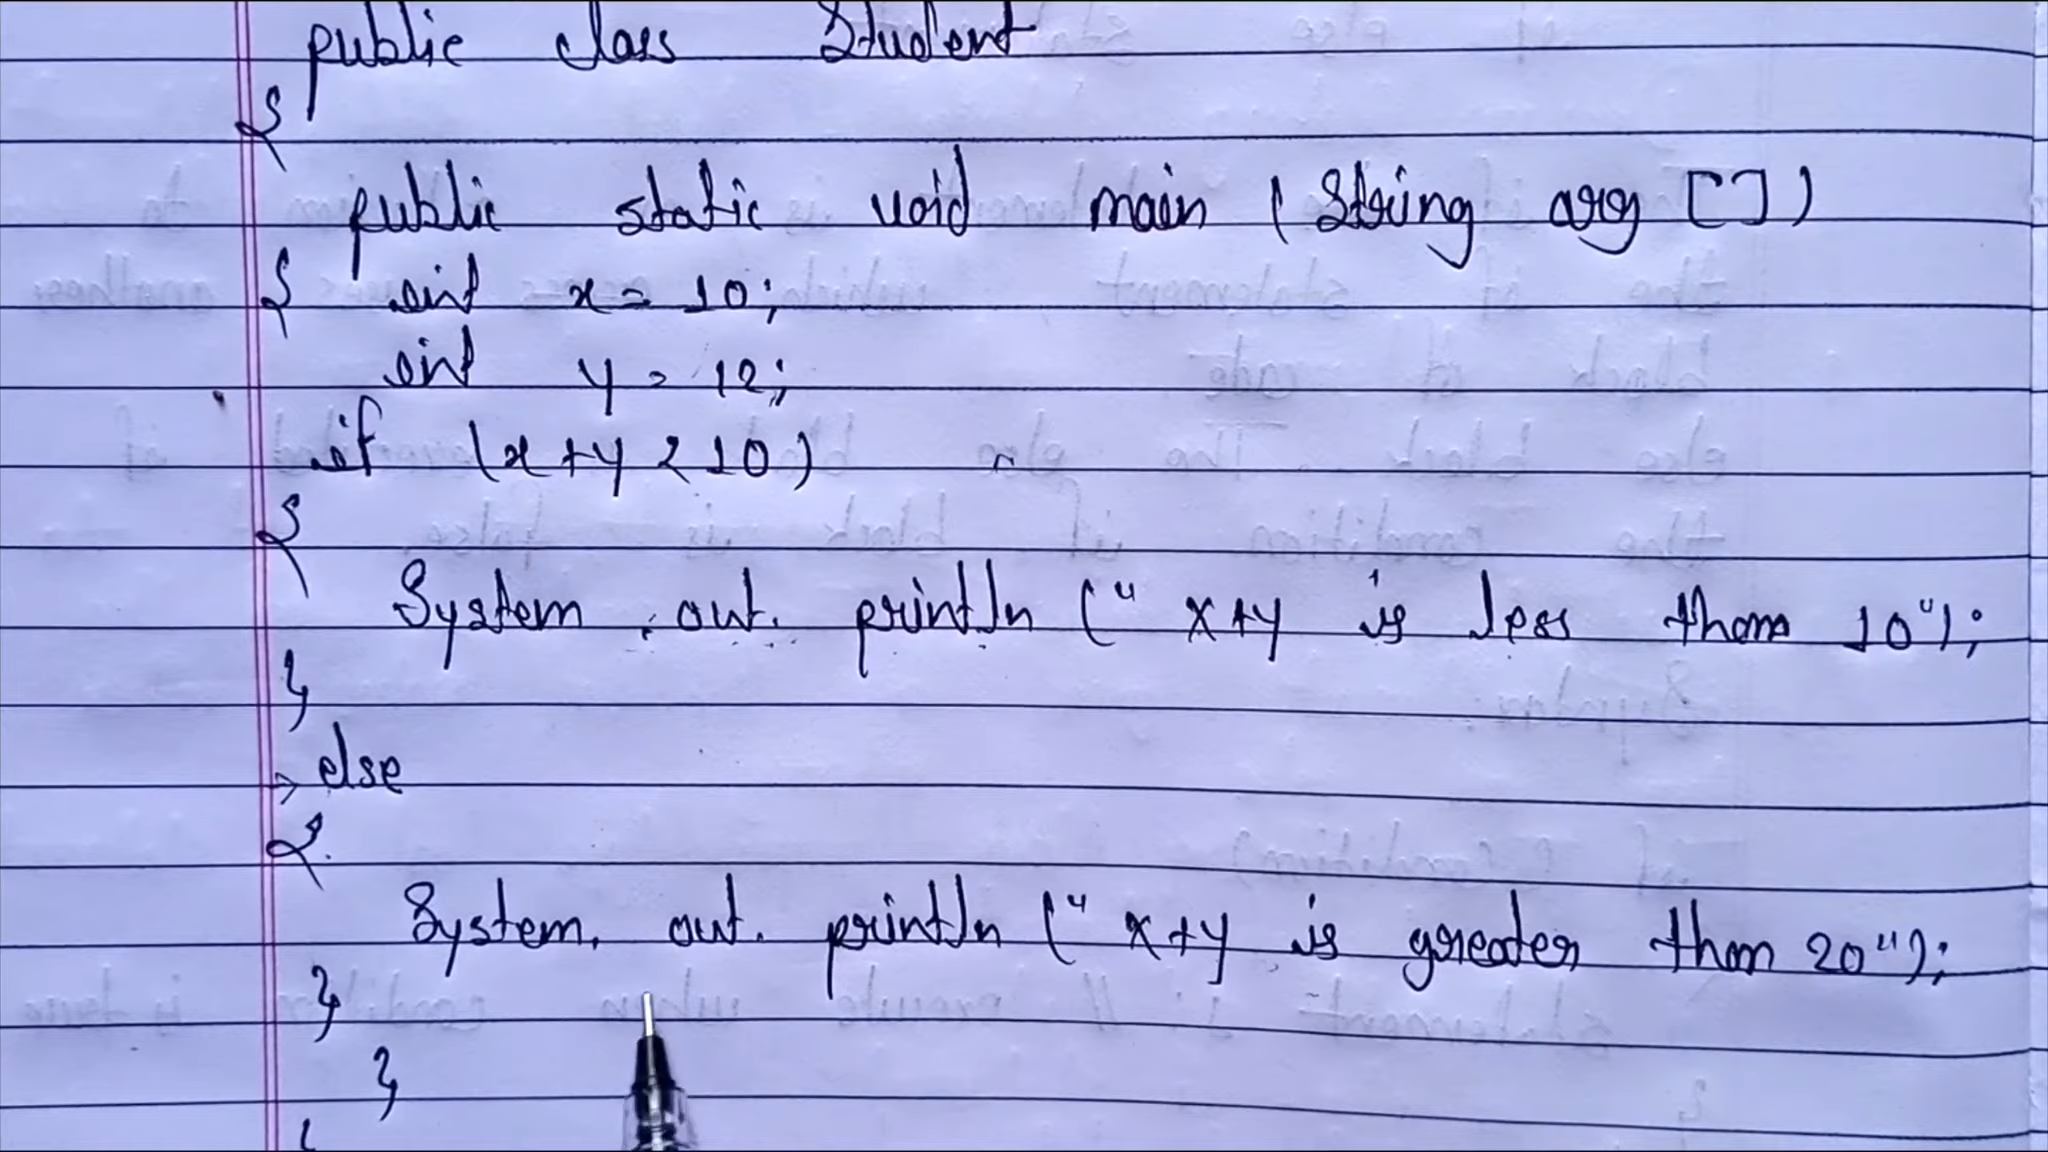 public class Student
{
public static void main (String arg [])
{ int x = 10;
int y = 12;
if (x+y < 10)
{
System.out.println (" x+y is less than 10");
}
else
{
System.out.println (" x+y is greater than 20");
}
}